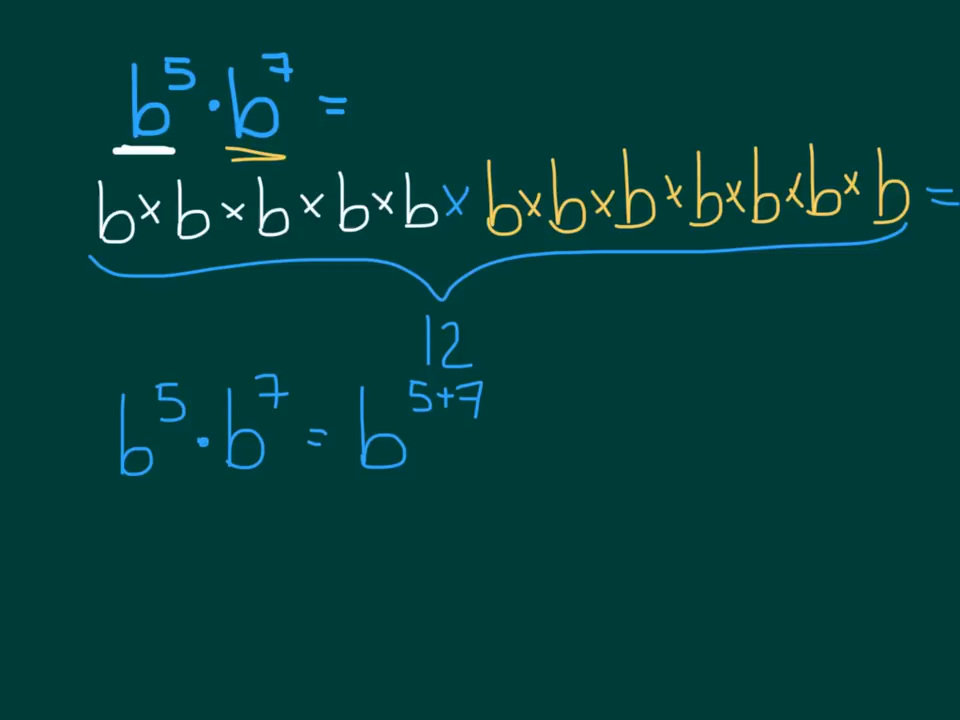 b⁵ · b⁷ =
b × b × b × b × b × b × b × b × b × b × b × b =
12
b⁵ · b⁷ = b⁵⁺⁷